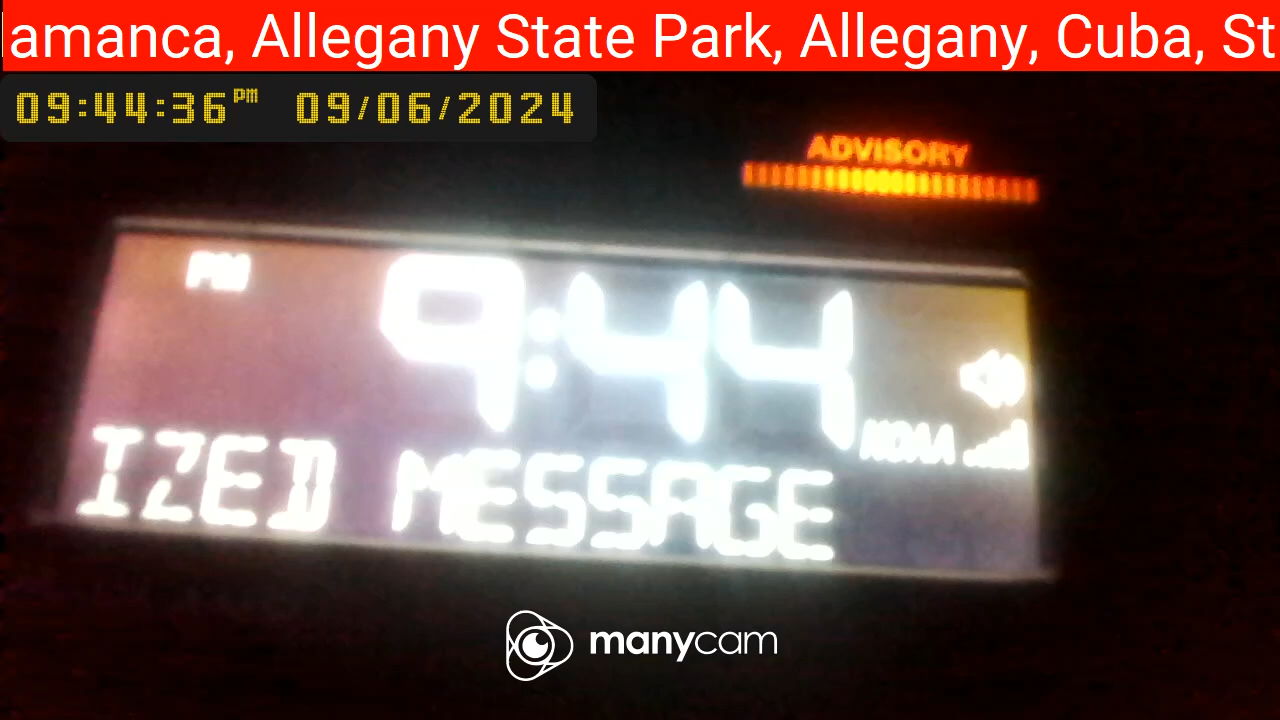 lamanca, Allegany State Park, Allegany, Cuba, St
09:44:36 PM 09/06/2024
ADVISORY
PM
9:44
NOAA
IZED MESSAGE
manycam